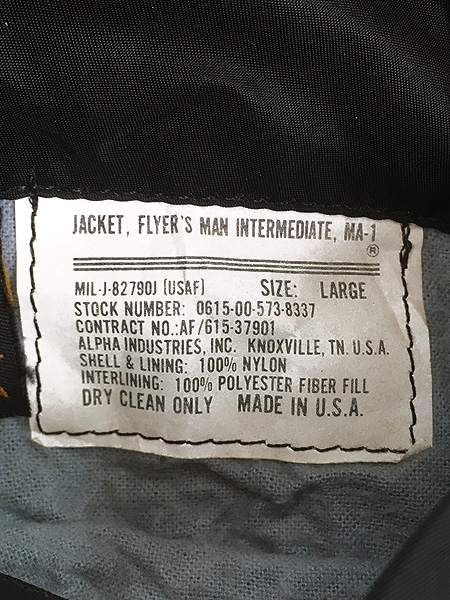 JACKET, FLYER'S MAN INTERMEDIATE, MA-1
®
MIL-J-82790J (USAF) SIZE: LARGE
STOCK NUMBER: 0615-00-573-8337
CONTRACT NO.:AF/615-37901
ALPHA INDUSTRIES, INC. KNOXVILLE, TN. U.S.A.
SHELL & LINING: 100% NYLON
INTERLINING: 100% POLYESTER FIBER FILL
DRY CLEAN ONLY MADE IN U.S.A.